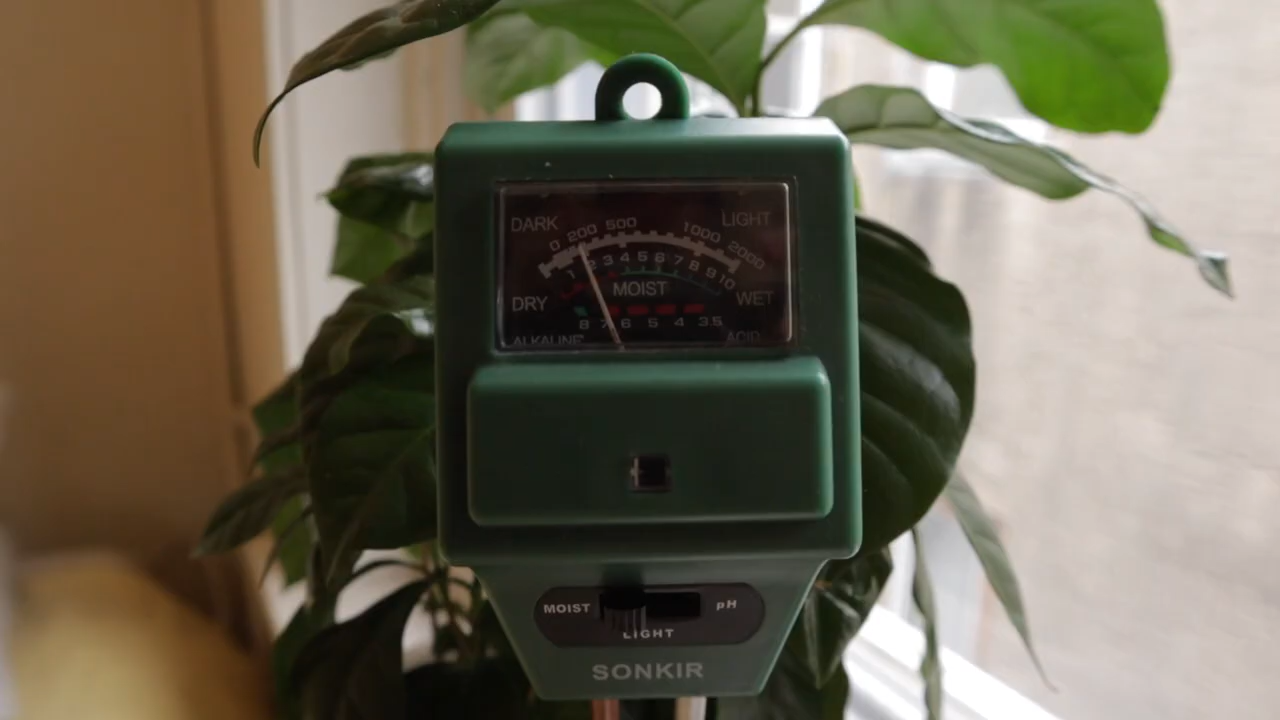 DARK LIGHT
0 200 500 1000 2000
1 2 3 4 5 6 7 8 9 10
MOIST
DRY WET
8 7 6 5 4 3.5
ALKALINE ACID
MOIST pH
LIGHT
SONKIR